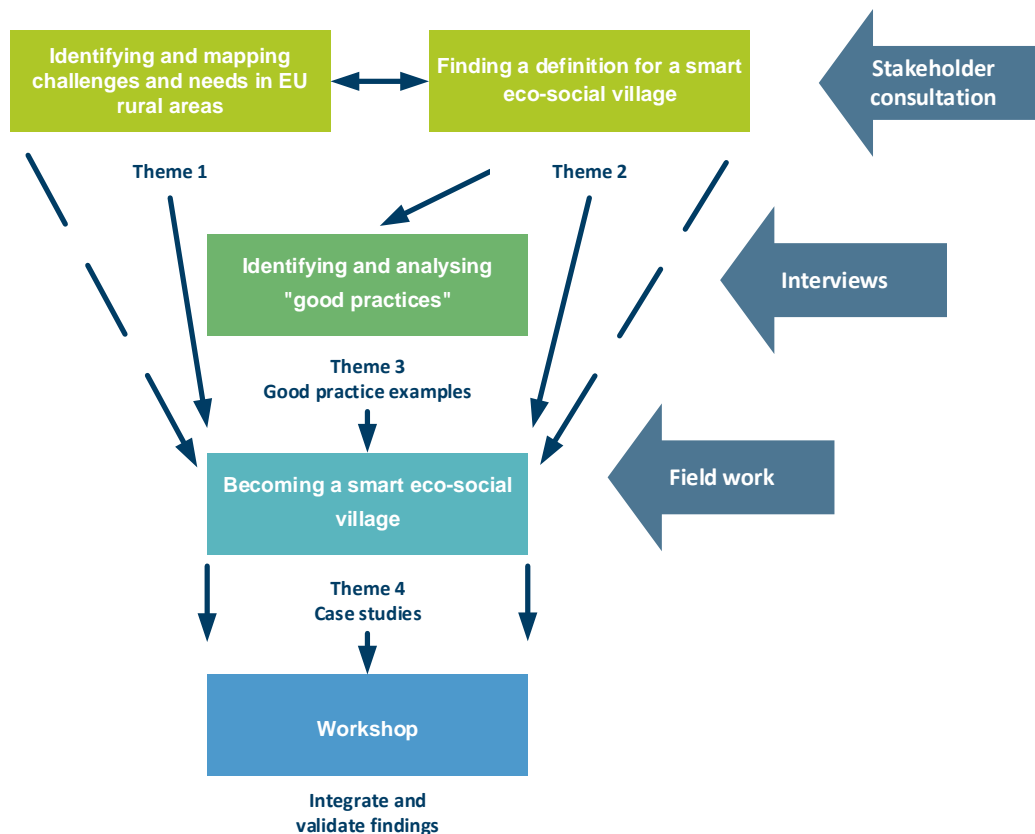 Identifying and mapping
challenges and needs in EU
rural areas
Finding a definition for a smart
eco-social village
Stakeholder
consultation
Theme 1
Theme 2
Identifying and analysing
"good practices"
Interviews
Theme 3
Good practice examples
Becoming a smart eco-social
village
Field work
Theme 4
Case studies
Workshop
Integrate and
validate findings